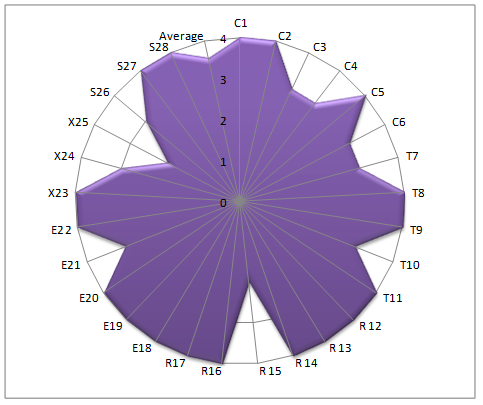 C1
C2
C3
C4
C5
C6
T7
T8
T9
T10
T11
R 12
R 13
R 14
R 15
R16
R17
E18
E19
E20
E21
E22
X23
X24
X25
S26
S27
S28
Average
4
3
2
1
0